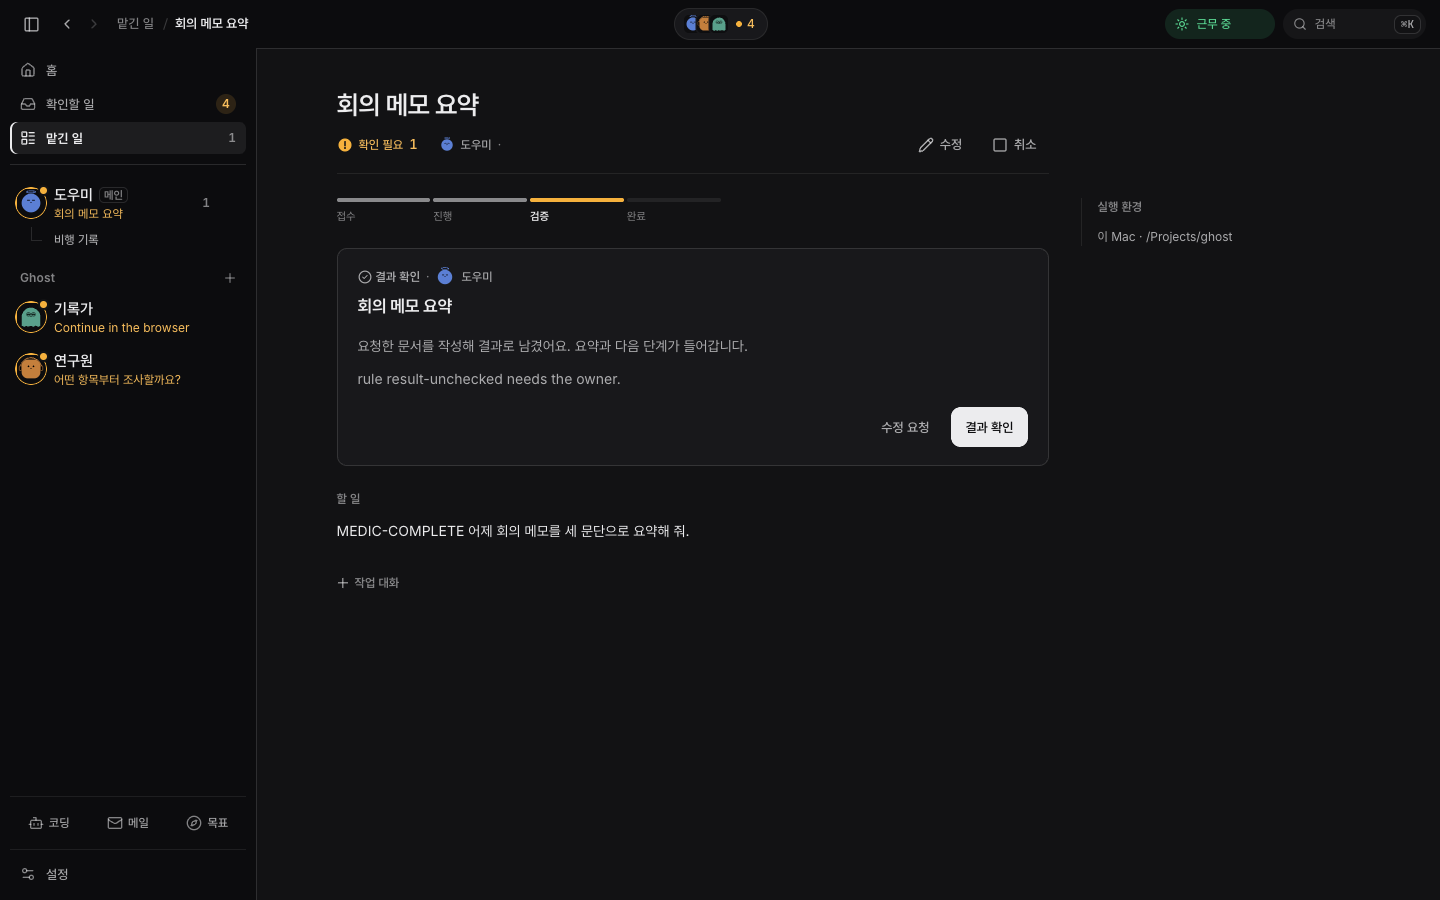 맡긴 일 / 회의 메모 요약
4
근무 중
검색 ⌘K
홈
확인할 일 4
맡긴 일 1
도우미 메인 1
회의 메모 요약
비행 기록
Ghost
기록가
Continue in the browser
연구원
어떤 항목부터 조사할까요?
코딩 메일 목표
설정
회의 메모 요약
확인 필요 1 도우미 ·
수정 취소
접수 진행 검증 완료
결과 확인 · 도우미
회의 메모 요약
요청한 문서를 작성해 결과로 남겼어요. 요약과 다음 단계가 들어갑니다.
rule result-unchecked needs the owner.
수정 요청 결과 확인
할 일
MEDIC-COMPLETE 어제 회의 메모를 세 문단으로 요약해 줘.
작업 대화
실행 환경
이 Mac · /Projects/ghost